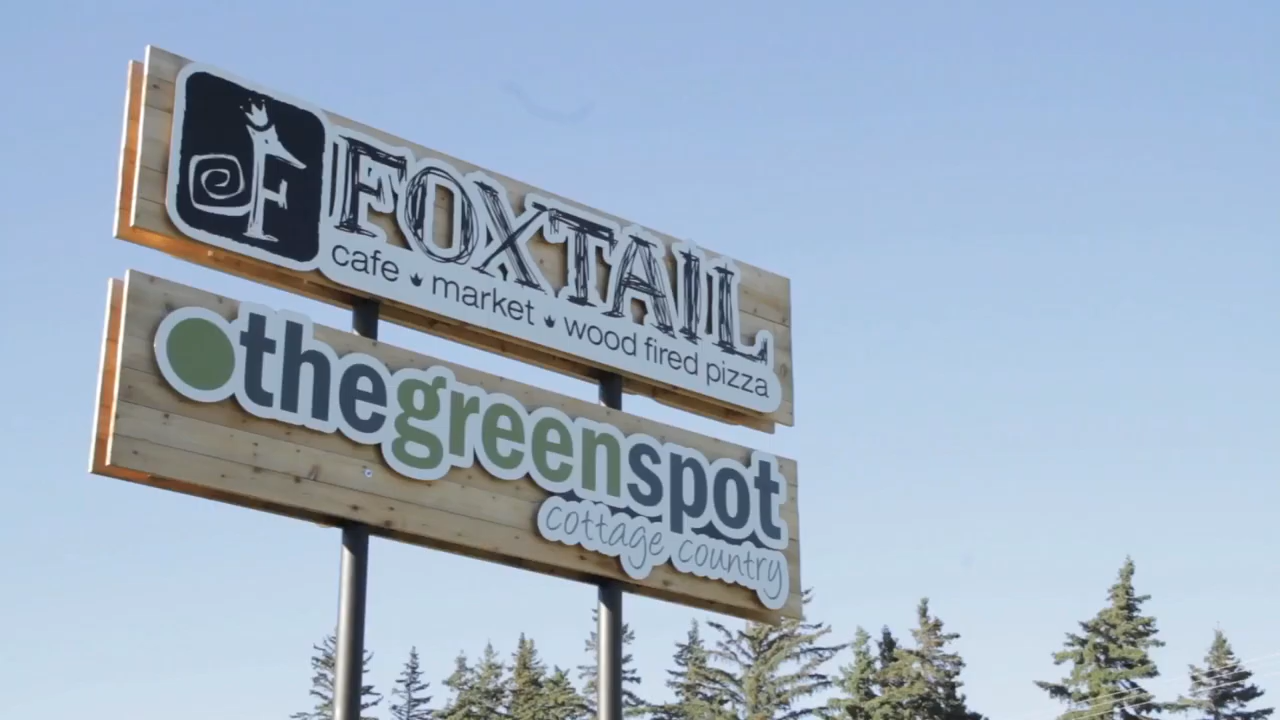 F
FOXTAIL
cafe market wood fired pizza
thegreenspot
cottage country